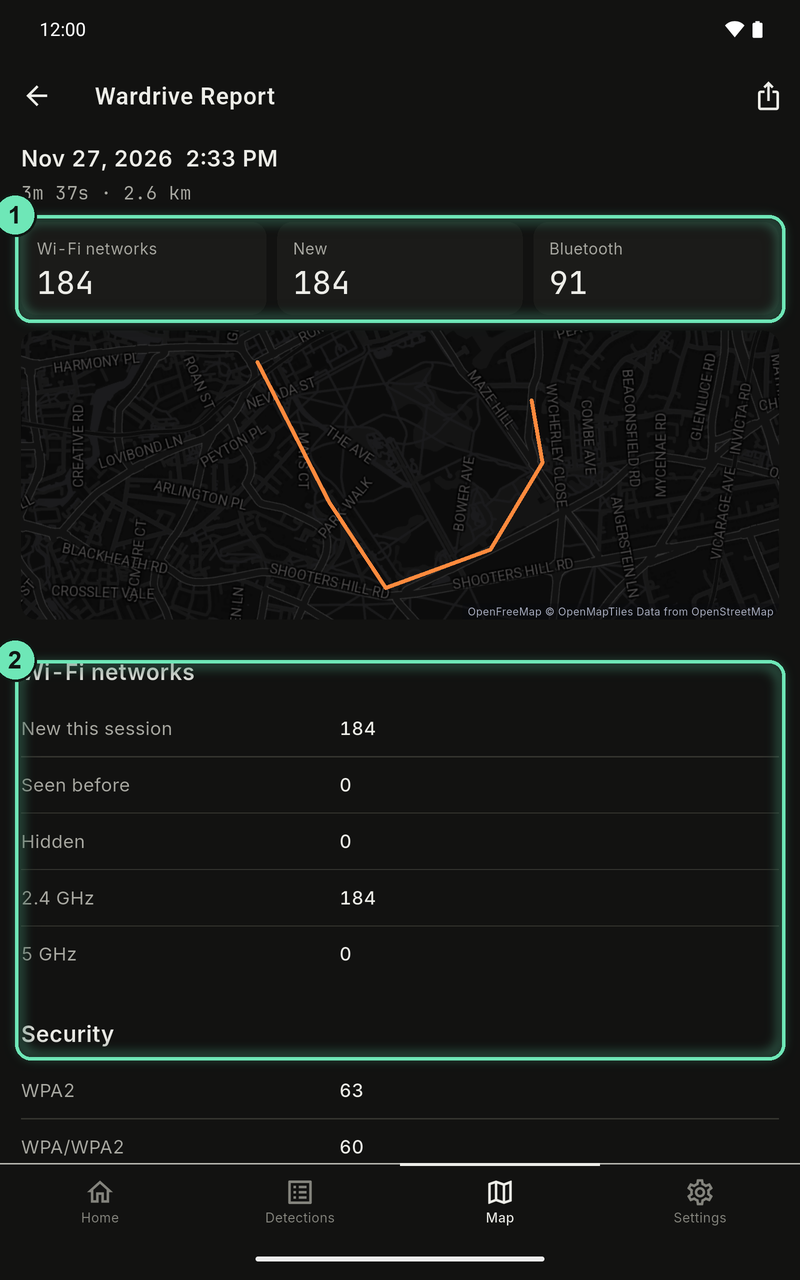 12:00
Wardrive Report
Nov 27, 2026 2:33 PM
3m 37s · 2.6 km
1
Wi-Fi networks
184
New
184
Bluetooth
91
HARMONY PL
ROAN ST
NEVADA ST
MAZE HILL
CREATIVE RD
LOVIBOND LN
PEYTON PL
THE AVE
WYCHERLEY CLOSE
COMBE AVE
BEACONSFIELD RD
MYCENAE RD
GLENLUCE RD
INVICTA RD
ARLINGTON PL
PARK WALK
BOWER AVE
VICARAGE AVE
ANGERSTEIN LN
BLACKHEATH RD
CROSSLET VALE
SHOOTERS HILL RD
SHOOTERS HILL RD
OpenFreeMap © OpenMapTiles Data from OpenStreetMap
2
Wi-Fi networks
New this session 184
Seen before 0
Hidden 0
2.4 GHz 184
5 GHz 0
Security
WPA2 63
WPA/WPA2 60
Home
Detections
Map
Settings